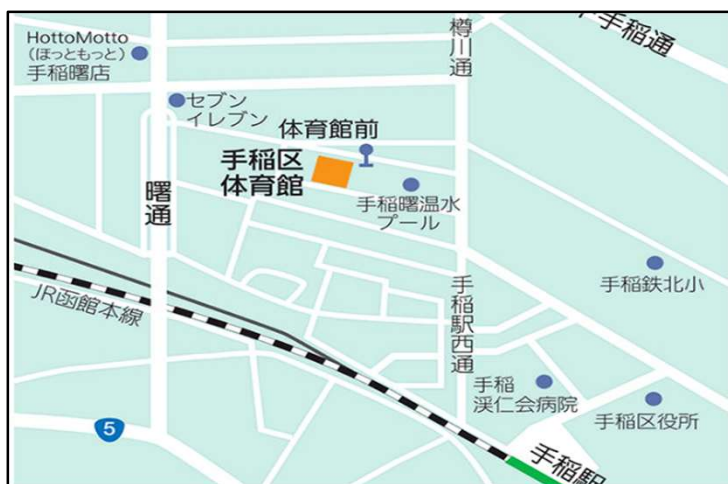 HottoMotto
(ほっともっと)
手稲曙店
セブン
イレブン
樽川通
手稲通
体育館前
手稲区
体育館
曙通
手稲曙温水
プール
手稲鉄北小
手稲駅西通
JR函館本線
手稲
渓仁会病院
手稲区役所
5
手稲駅